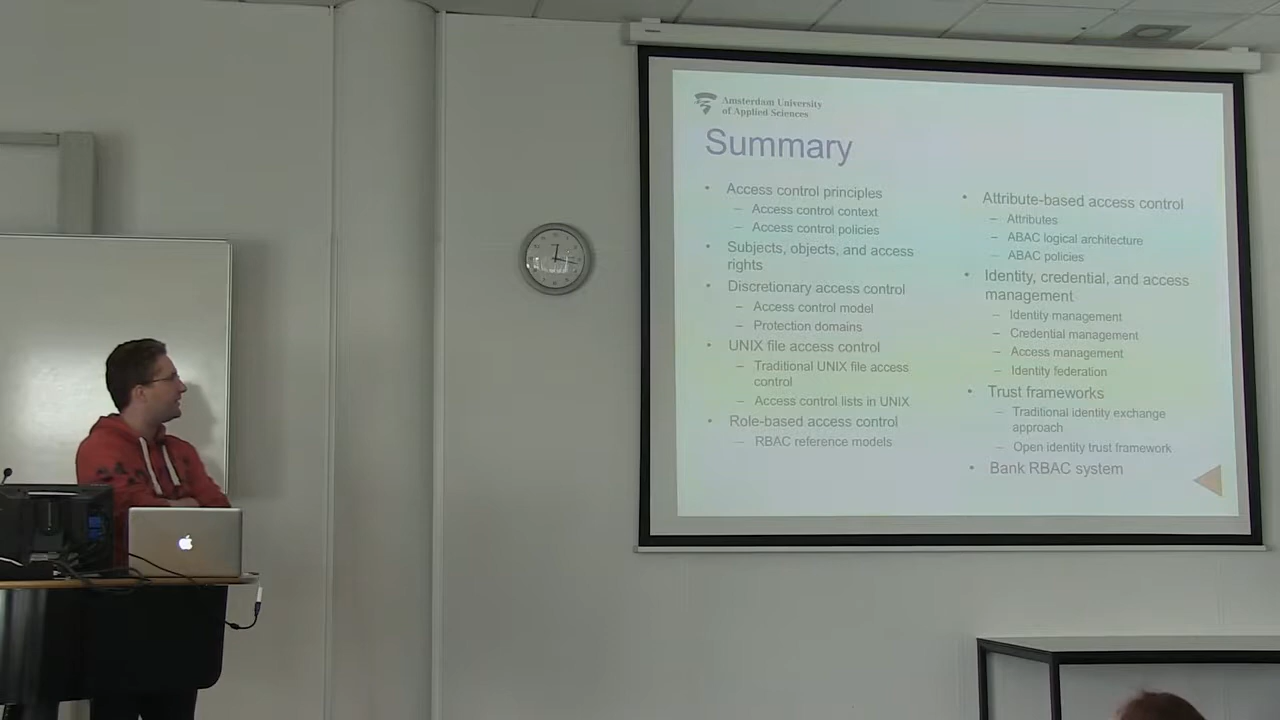 Amsterdam University
of Applied Sciences
Summary
• Access control principles
– Access control context
– Access control policies
• Subjects, objects, and access
rights
• Discretionary access control
– Access control model
– Protection domains
• UNIX file access control
– Traditional UNIX file access
control
– Access control lists in UNIX
• Role-based access control
– RBAC reference models
• Attribute-based access control
– Attributes
– ABAC logical architecture
– ABAC policies
• Identity, credential, and access
management
– Identity management
– Credential management
– Access management
– Identity federation
• Trust frameworks
– Traditional identity exchange
approach
– Open identity trust framework
• Bank RBAC system